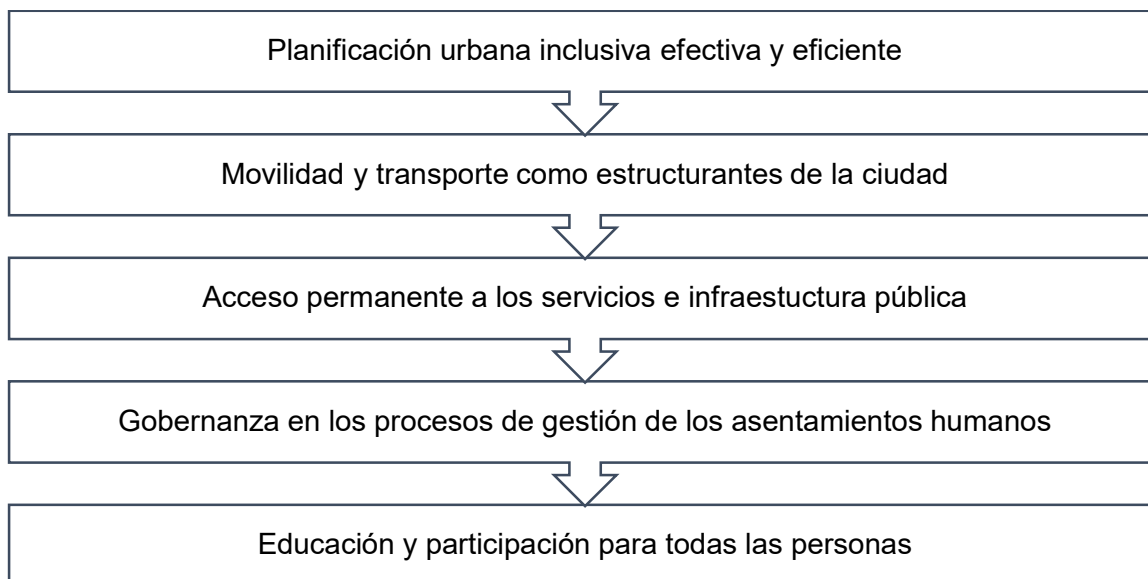 Planificación urbana inclusiva efectiva y eficiente
Movilidad y transporte como estructurantes de la ciudad
Acceso permanente a los servicios e infraestuctura pública
Gobernanza en los procesos de gestión de los asentamientos humanos
Educación y participación para todas las personas